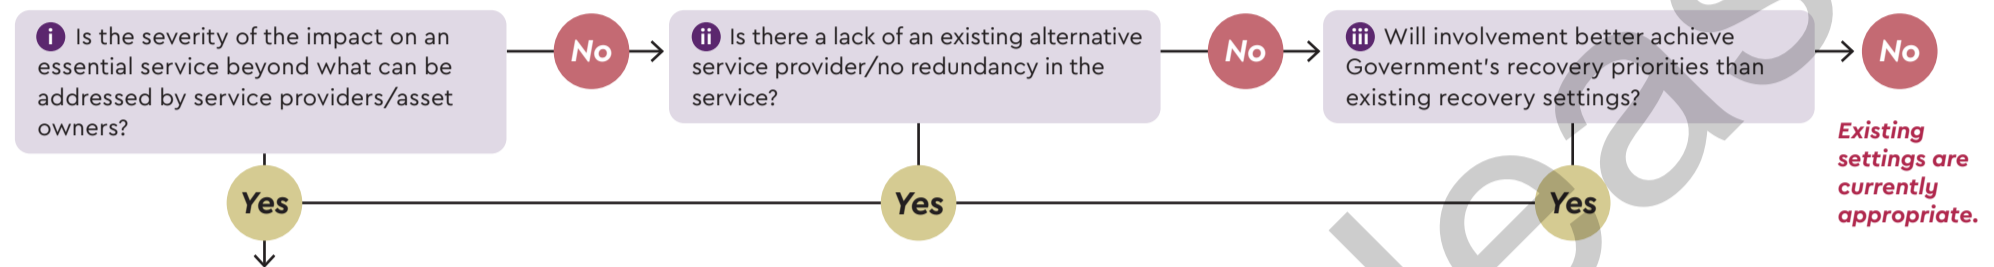 i Is the severity of the impact on an
essential service beyond what can be
addressed by service providers/asset
owners?
No
ii Is there a lack of an existing alternative
service provider/no redundancy in the
service?
No
iii Will involvement better achieve
Government's recovery priorities than
existing recovery settings?
No
Existing
settings are
currently
appropriate.
Yes
Yes
Yes
leas